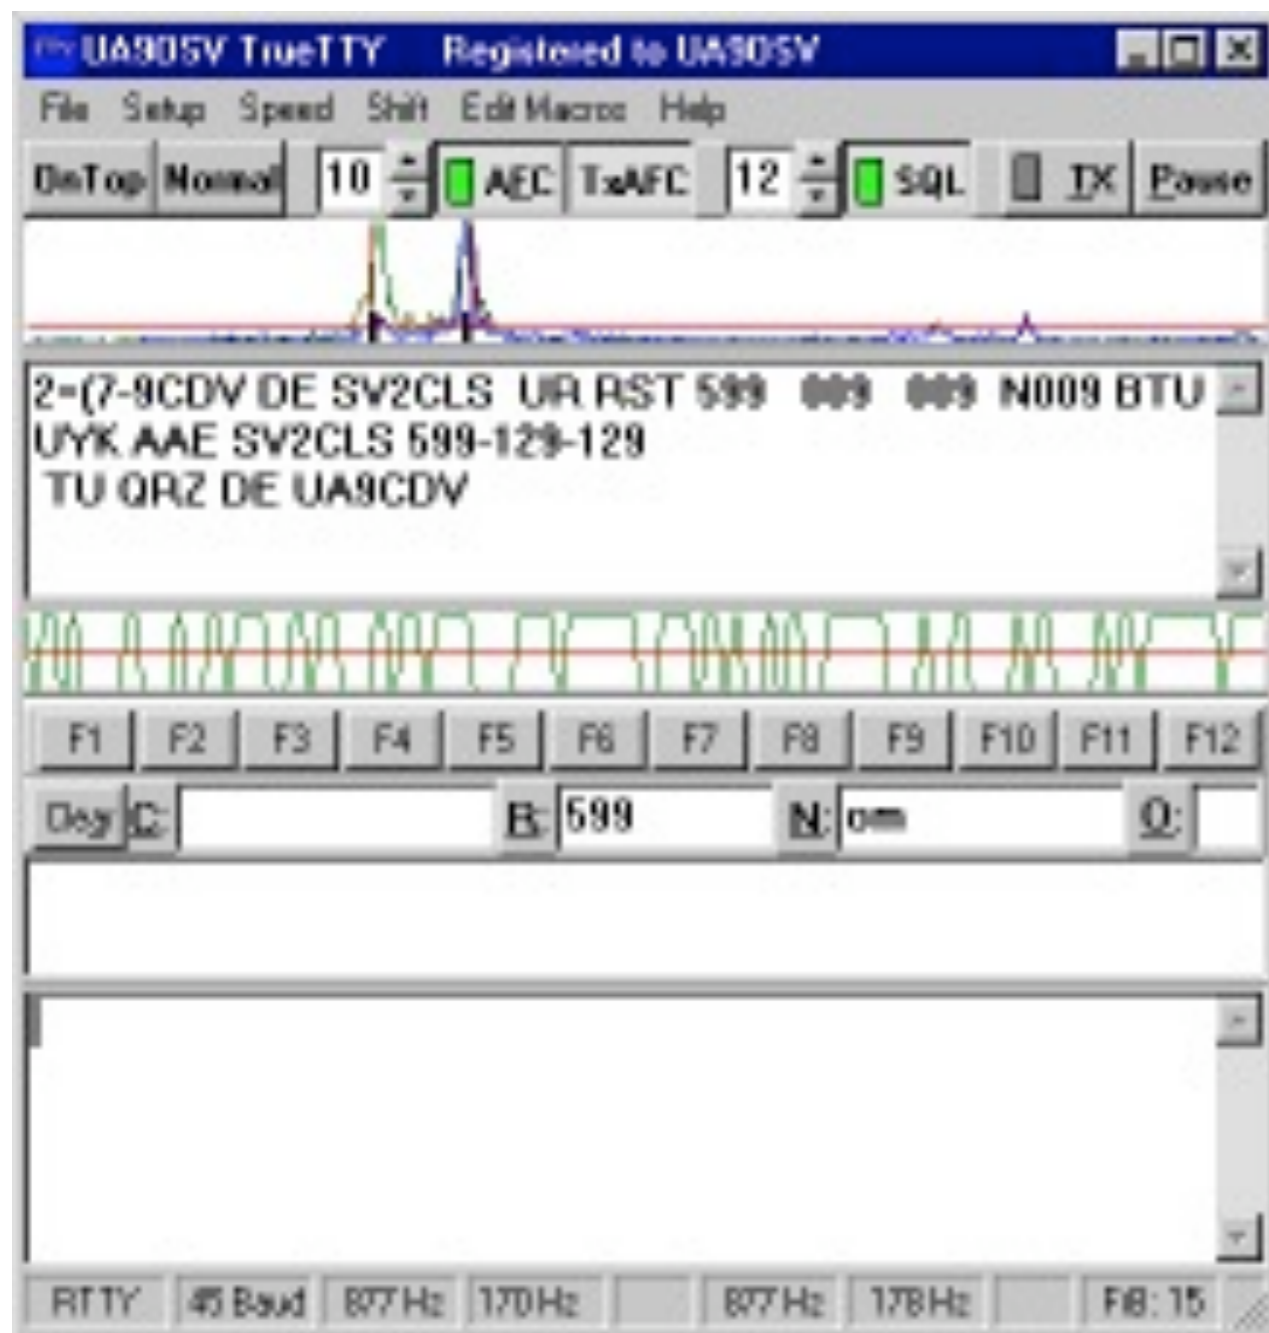 UA9OSV TrueTTY Registered to UA9OSV
File Setup Speed Shift Edit Macros Help
OnTop Normal 10 AFC TxAFC 12 SQL TX Pause
2=(7-9CDV DE SV2CLS UR RST 599 009 009 N009 BTU
UYK AAE SV2CLS 599-129-129
TU QRZ DE UA9CDV
F1 F2 F3 F4 F5 F6 F7 F8 F9 F10 F11 F12
C: R: 599 N: om Q:
RTTY 45 Baud 877 Hz 170 Hz 877 Hz 178 Hz : 15